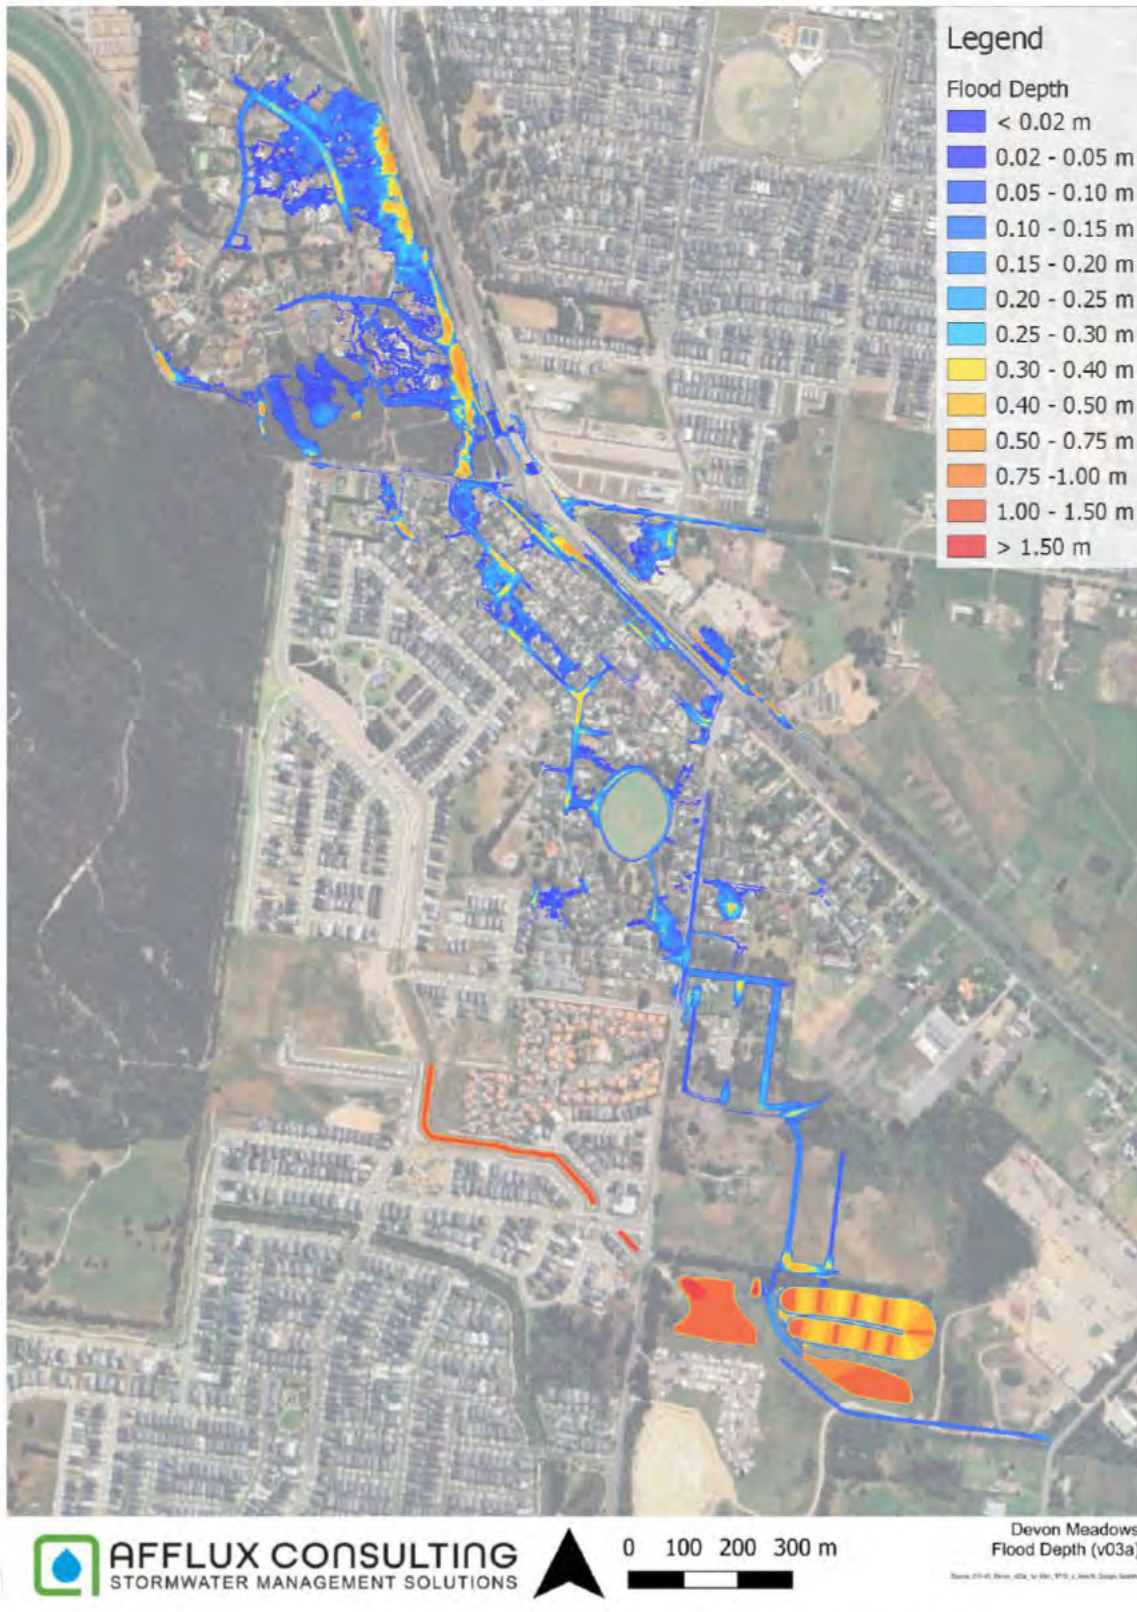 Legend
Flood Depth
< 0.02 m
0.02 - 0.05 m
0.05 - 0.10 m
0.10 - 0.15 m
0.15 - 0.20 m
0.20 - 0.25 m
0.25 - 0.30 m
0.30 - 0.40 m
0.40 - 0.50 m
0.50 - 0.75 m
0.75 -1.00 m
1.00 - 1.50 m
> 1.50 m
AFFLUX CONSULTING
STORMWATER MANAGEMENT SOLUTIONS
0 100 200 300 m
Devon Meadows
Flood Depth (v03a)